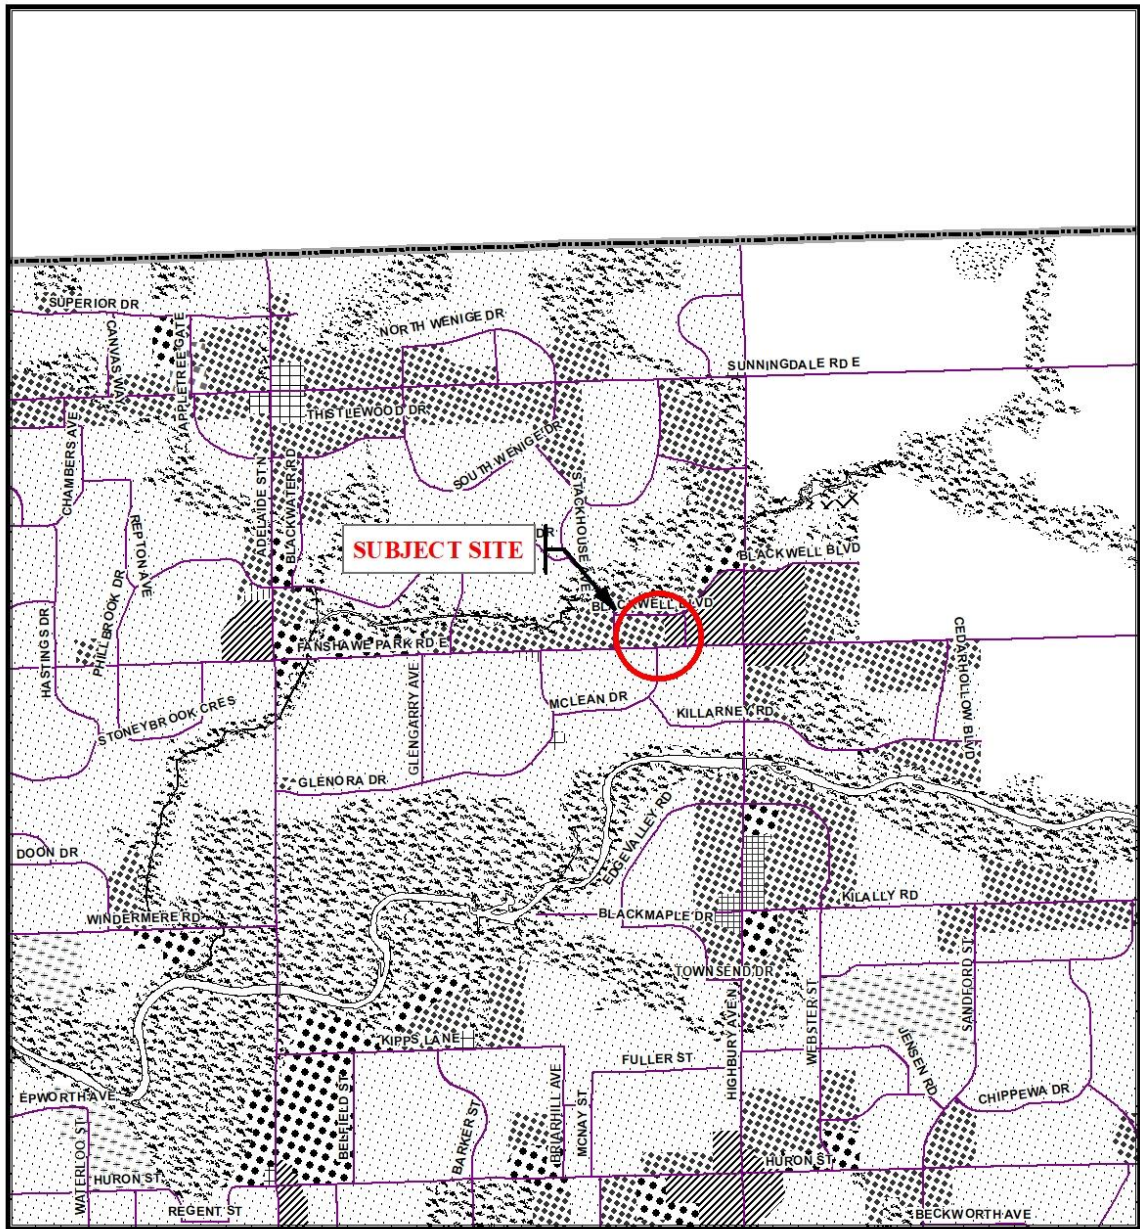 SUPERIOR DR
CANVAS WAY
APPLETREE GATE
NORTH WENIGE DR
SUNNINGDALE RD E
THISTLEWOOD DR
CHAMBERS AVE
SOUTH WENIGE DR
ADELAIDE ST N
BLACKWATER RD
STACKHOUSE AVE
REPTON AVE
DR
SUBJECT SITE
BLACKWELL BLVD
PHILLBROOK DR
BLACKWELL BLVD
HASTINGS DR
FANSHAWE PARK RD E
CEDARHOLLOW BLVD
STONEYBROOK CRES
GLENGARRY AVE
MCLEAN DR
KILLARNEY RD
GLENORA DR
EDGEVALLEY RD
DOON DR
WINDERMERE RD
BLACKMAPLE DR
KILALLY RD
TOWNSEND DR
SANDFORD ST
HIGHBURY AVE N
WEBSTER ST
KIPPS LANE
FULLER ST
JENSEN RD
CHIPPEWA DR
EPWORTH AVE
BELFIELD ST
BARKER ST
BRIARHILL AVE
MCNAY ST
WATERLOO ST
HURON ST
HURON ST
REGENT ST
BECKWORTH AVE